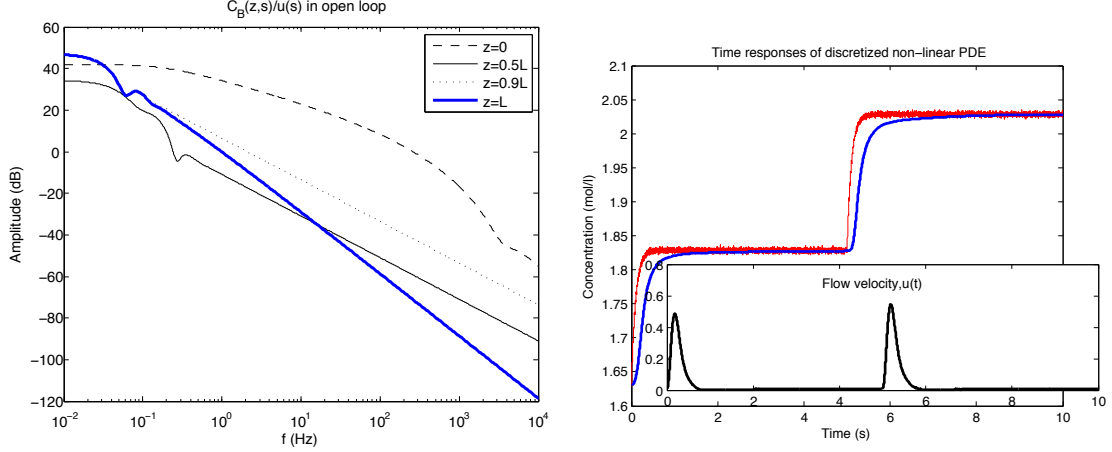 C_B(z,s)/u(s) in open loop
60
40
20
0
−20
−40
−60
−80
−100
−120
Amplitude (dB)
z=0
z=0.5L
z=0.9L
z=L
10^−2 10^−1 10^0 10^1 10^2 10^3 10^4
f (Hz)
Time responses of discretized non−linear PDE
2.1
2.05
2
1.95
1.9
1.85
1.8
1.75
1.7
1.65
1.6
Concentration (mol/l)
Flow velocity,u(t)
0.8
0.6
0.4
0.2
0
0 2 4 6 8 10
0 2 4 6 8 10
Time (s)